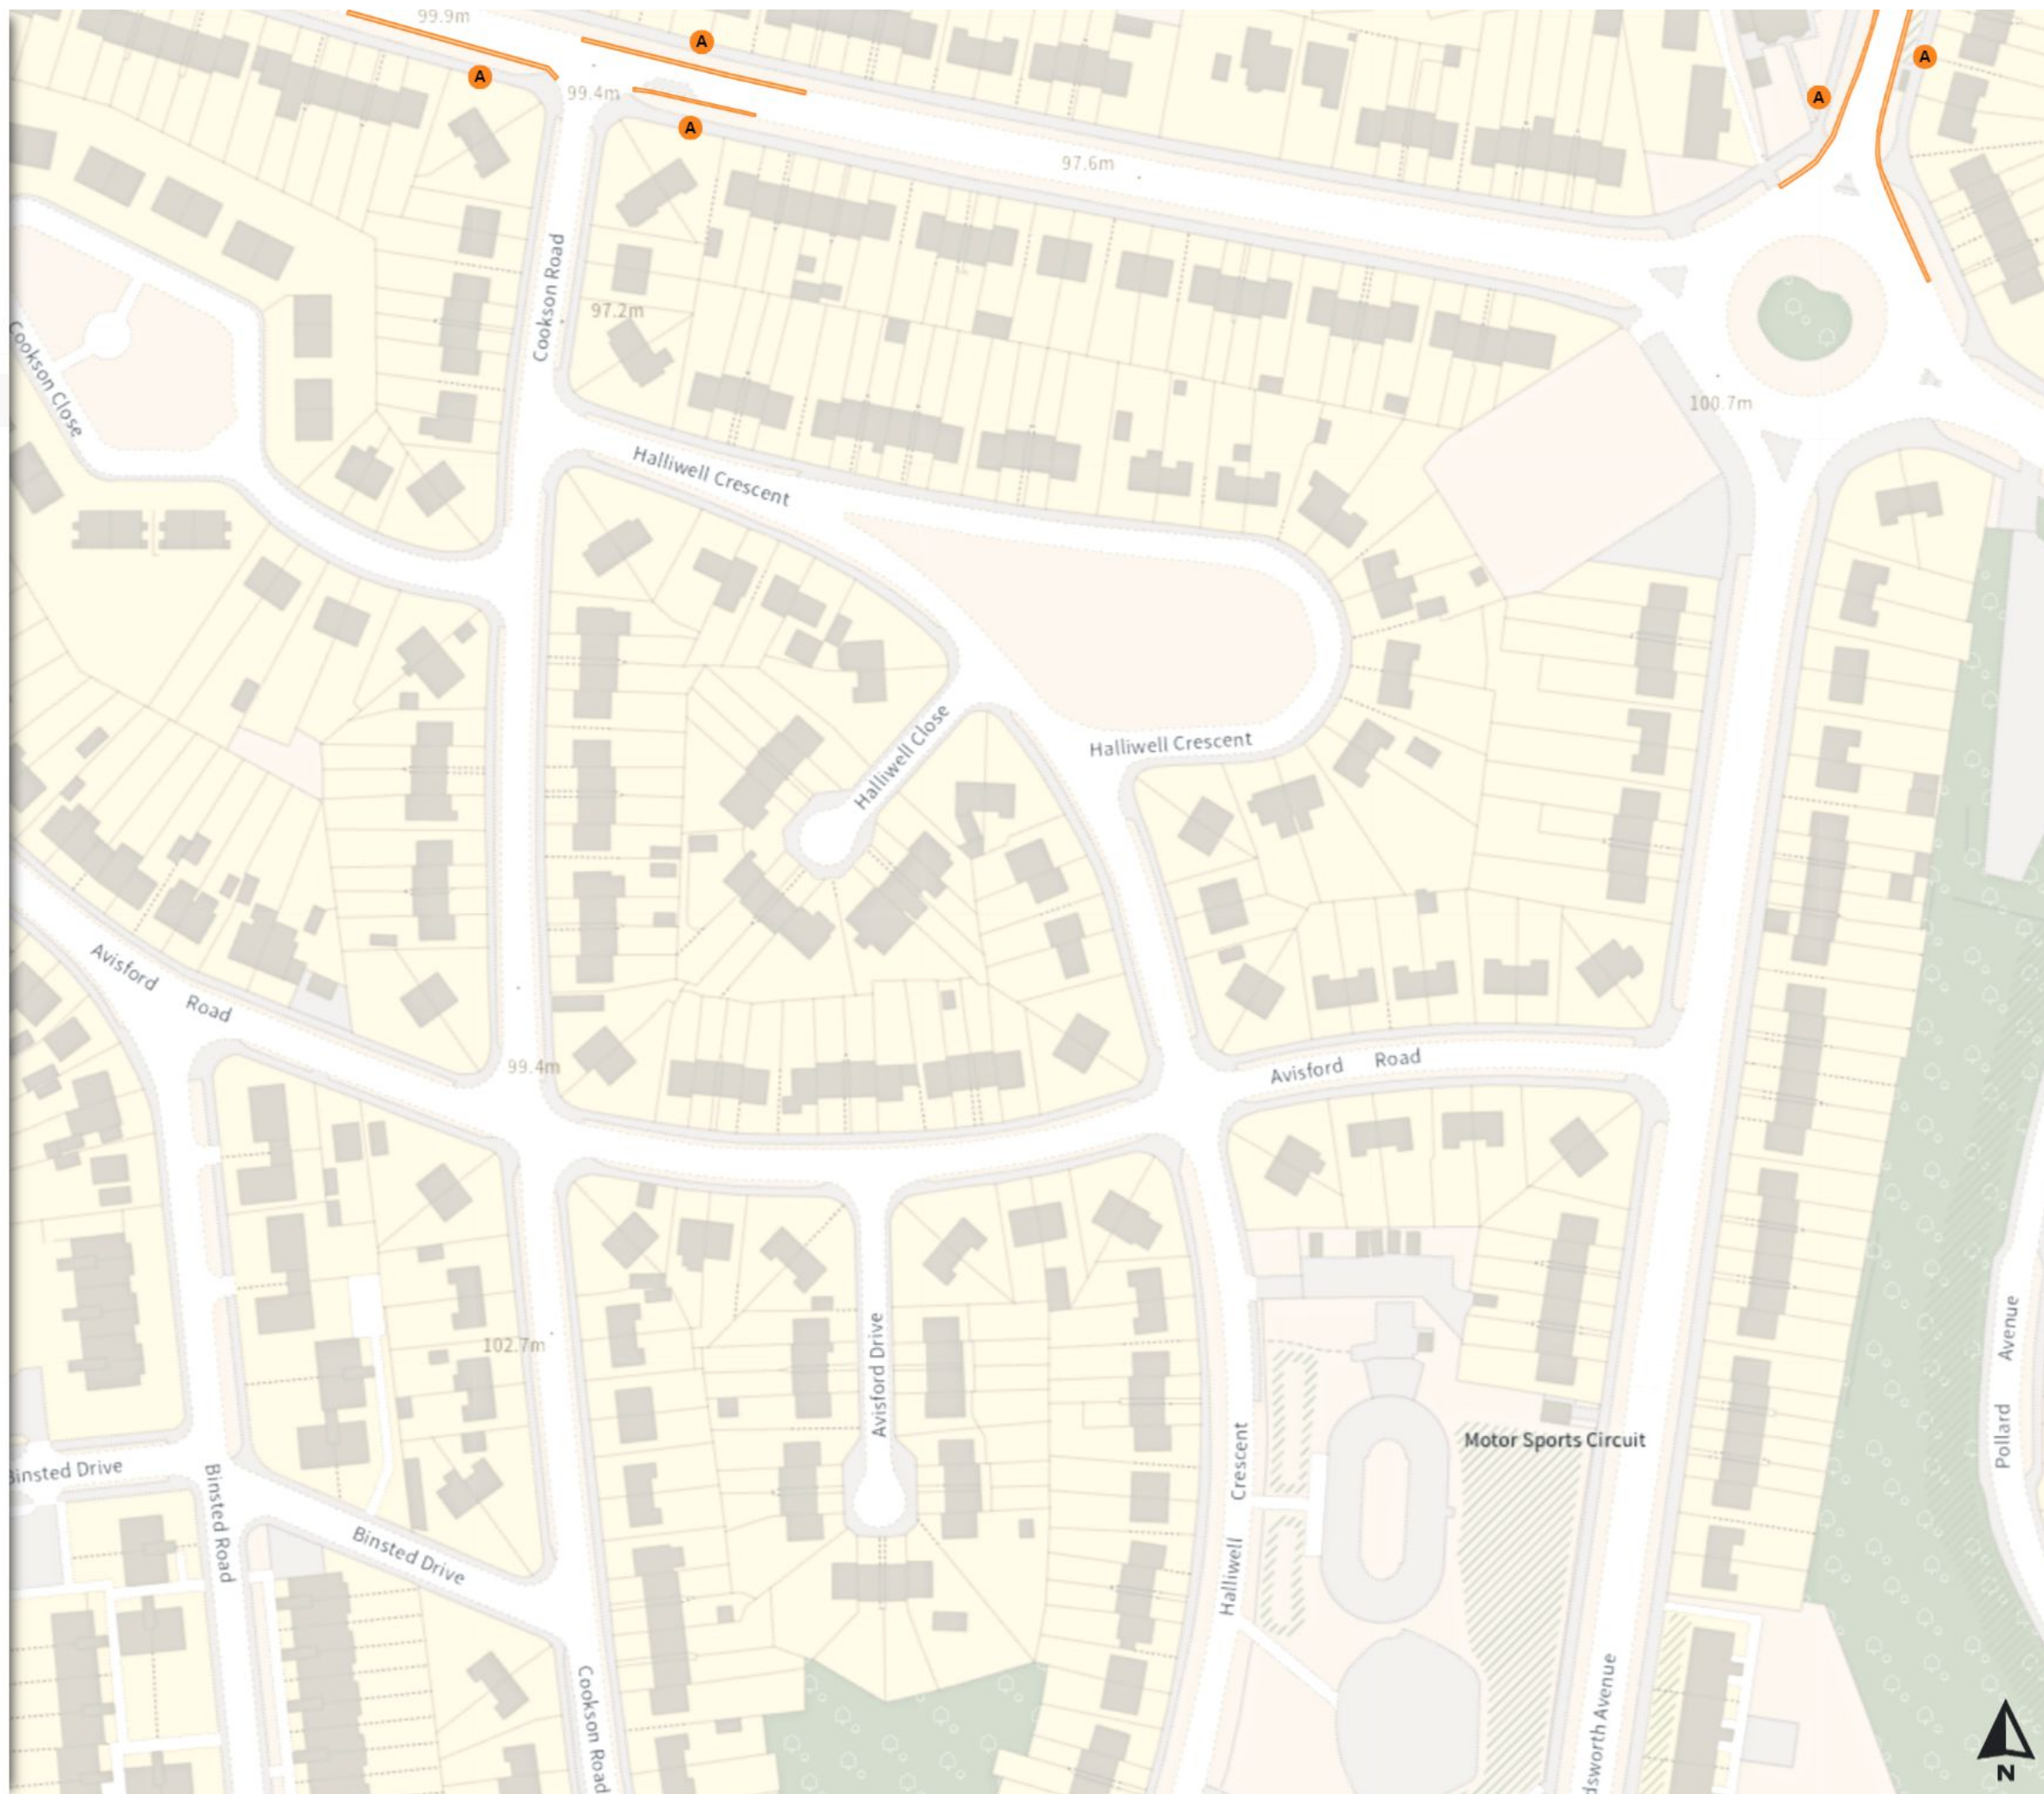 99.9m
A
A
A
A
99.4m
A
97.6m
Cookson Road
97.2m
Cookson Close
100.7m
Halliwell Crescent
Halliwell Close
Halliwell Crescent
Avisford Road
99.4m
Avisford Road
102.7m
Avisford Drive
Pollard Avenue
Motor Sports Circuit
Binsted Drive
Binsted Road
Halliwell Crescent
Binsted Drive
Cookson Road
dsworth Avenue
N